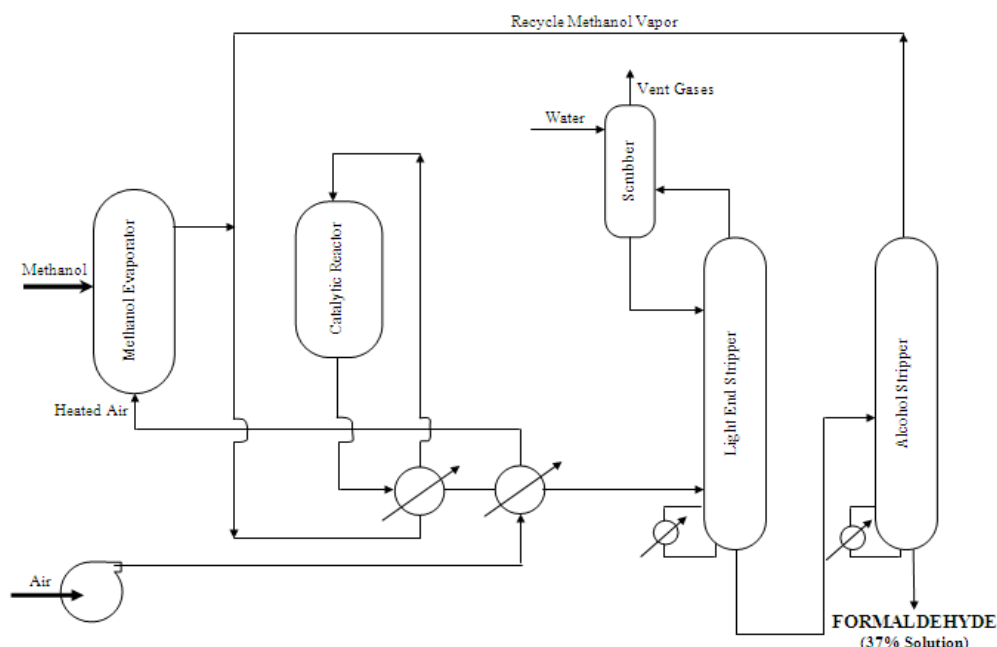 Recycle Methanol Vapor
Vent Gases
Water
Scrubber
Methanol
Methanol Evaporator
Catalytic Reactor
Light End Stripper
Alcohol Stripper
Heated Air
Air
FORMALDEHYDE
(37% Solution)